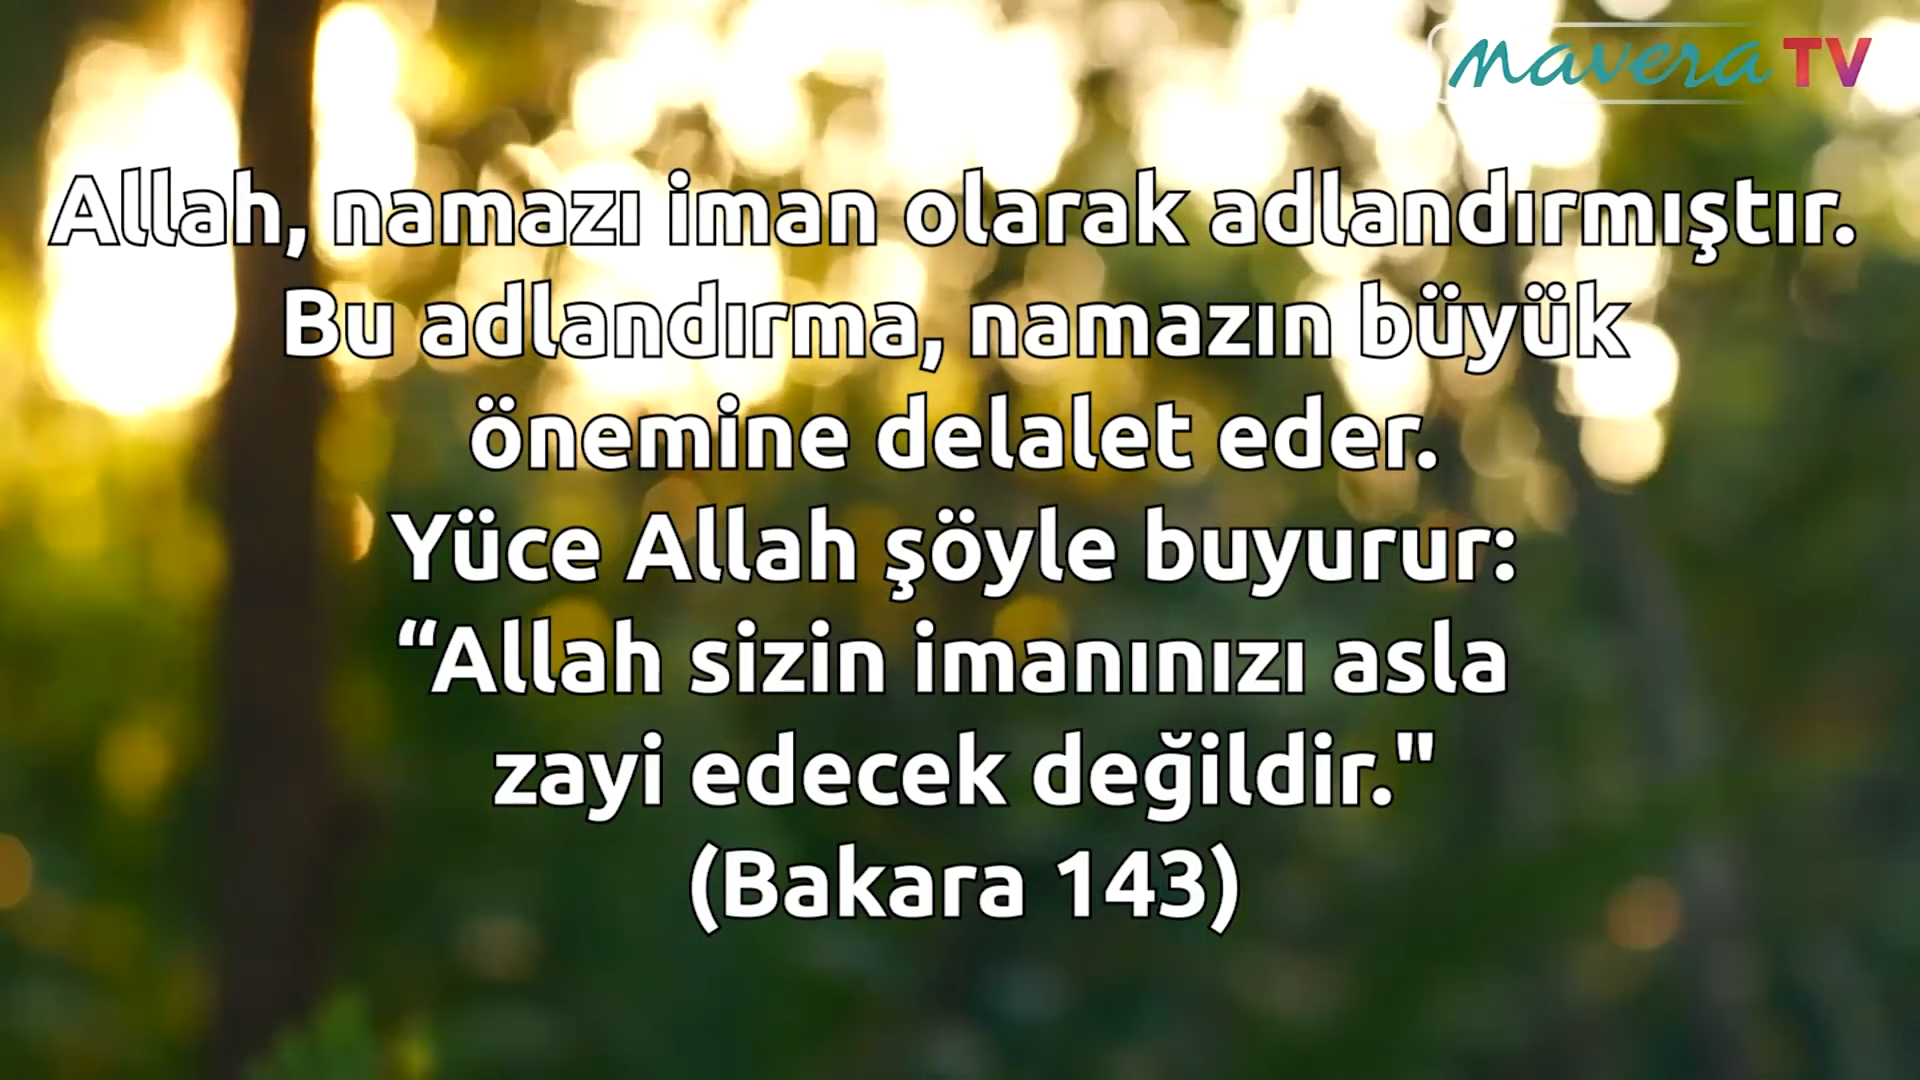 mavera TV
Allah, namazı iman olarak adlandırmıştır.
Bu adlandırma, namazın büyük
önemine delalet eder.
Yüce Allah şöyle buyurur:
“Allah sizin imanınızı asla
zayi edecek değildir."
(Bakara 143)